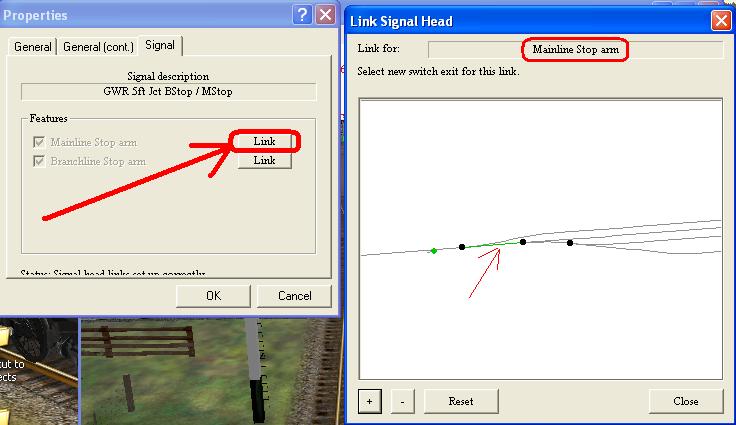 Properties
General
General (cont.)
Signal
Signal description
GWR 5ft Jct BStop / MStop
Features
Mainline Stop arm
Link
Branchline Stop arm
Link
Status: Signal head links set up correctly
OK
Cancel
cut to
ects
Link Signal Head
Link for:
Mainline Stop arm
Select new switch exit for this link.
+
-
Reset
Close